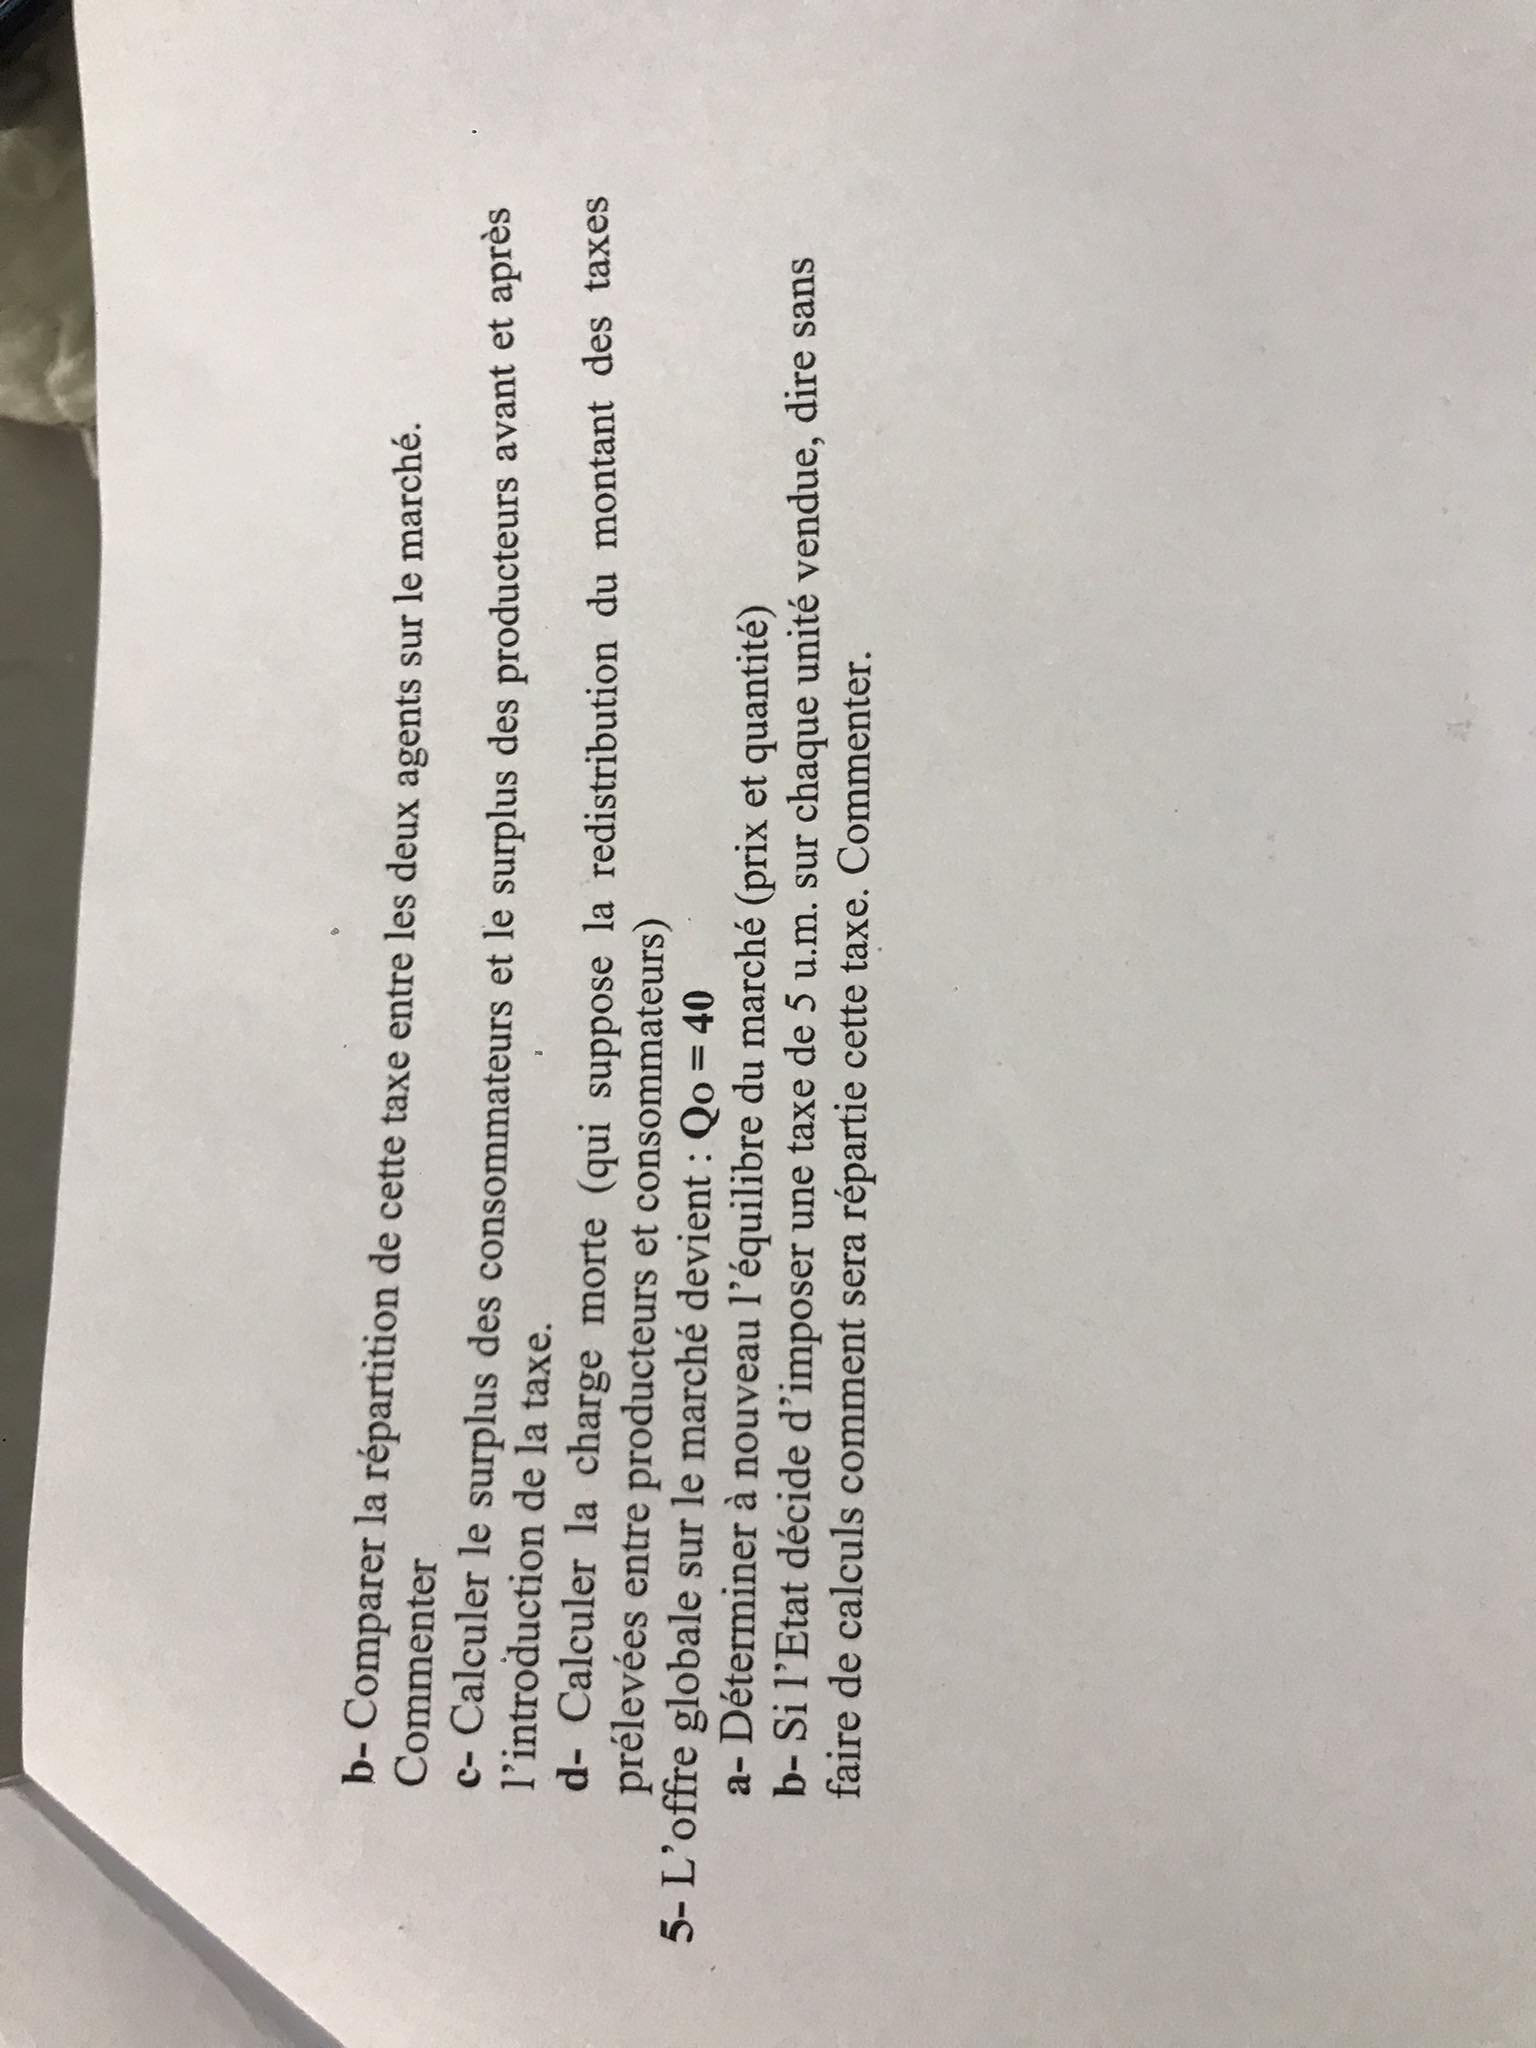 b- Comparer la répartition de cette taxe entre les deux agents sur le marché.
Commenter
c- Calculer le surplus des consommateurs et le surplus des producteurs avant et après
l'introduction de la taxe.
d- Calculer la charge morte (qui suppose la redistribution du montant des taxes
prélevées entre producteurs et consommateurs)
5- L'offre globale sur le marché devient : Qo = 40
a- Déterminer à nouveau l'équilibre du marché (prix et quantité)
b- Si l'Etat décide d'imposer une taxe de 5 u.m. sur chaque unité vendue, dire sans
faire de calculs comment sera répartie cette taxe. Commenter.